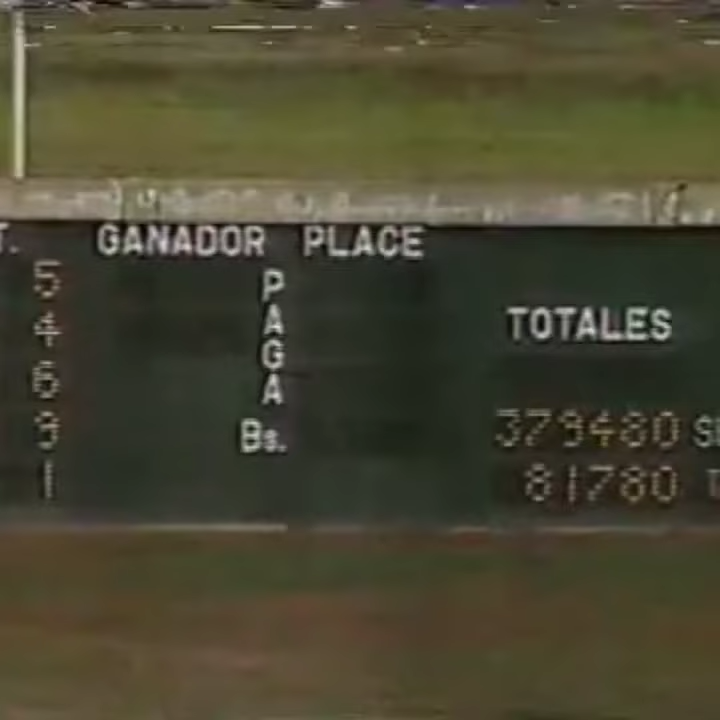 T. GANADOR PLACE
5 P
4 A TOTALES
G
6 A
9 Bs. 379480
1 81780